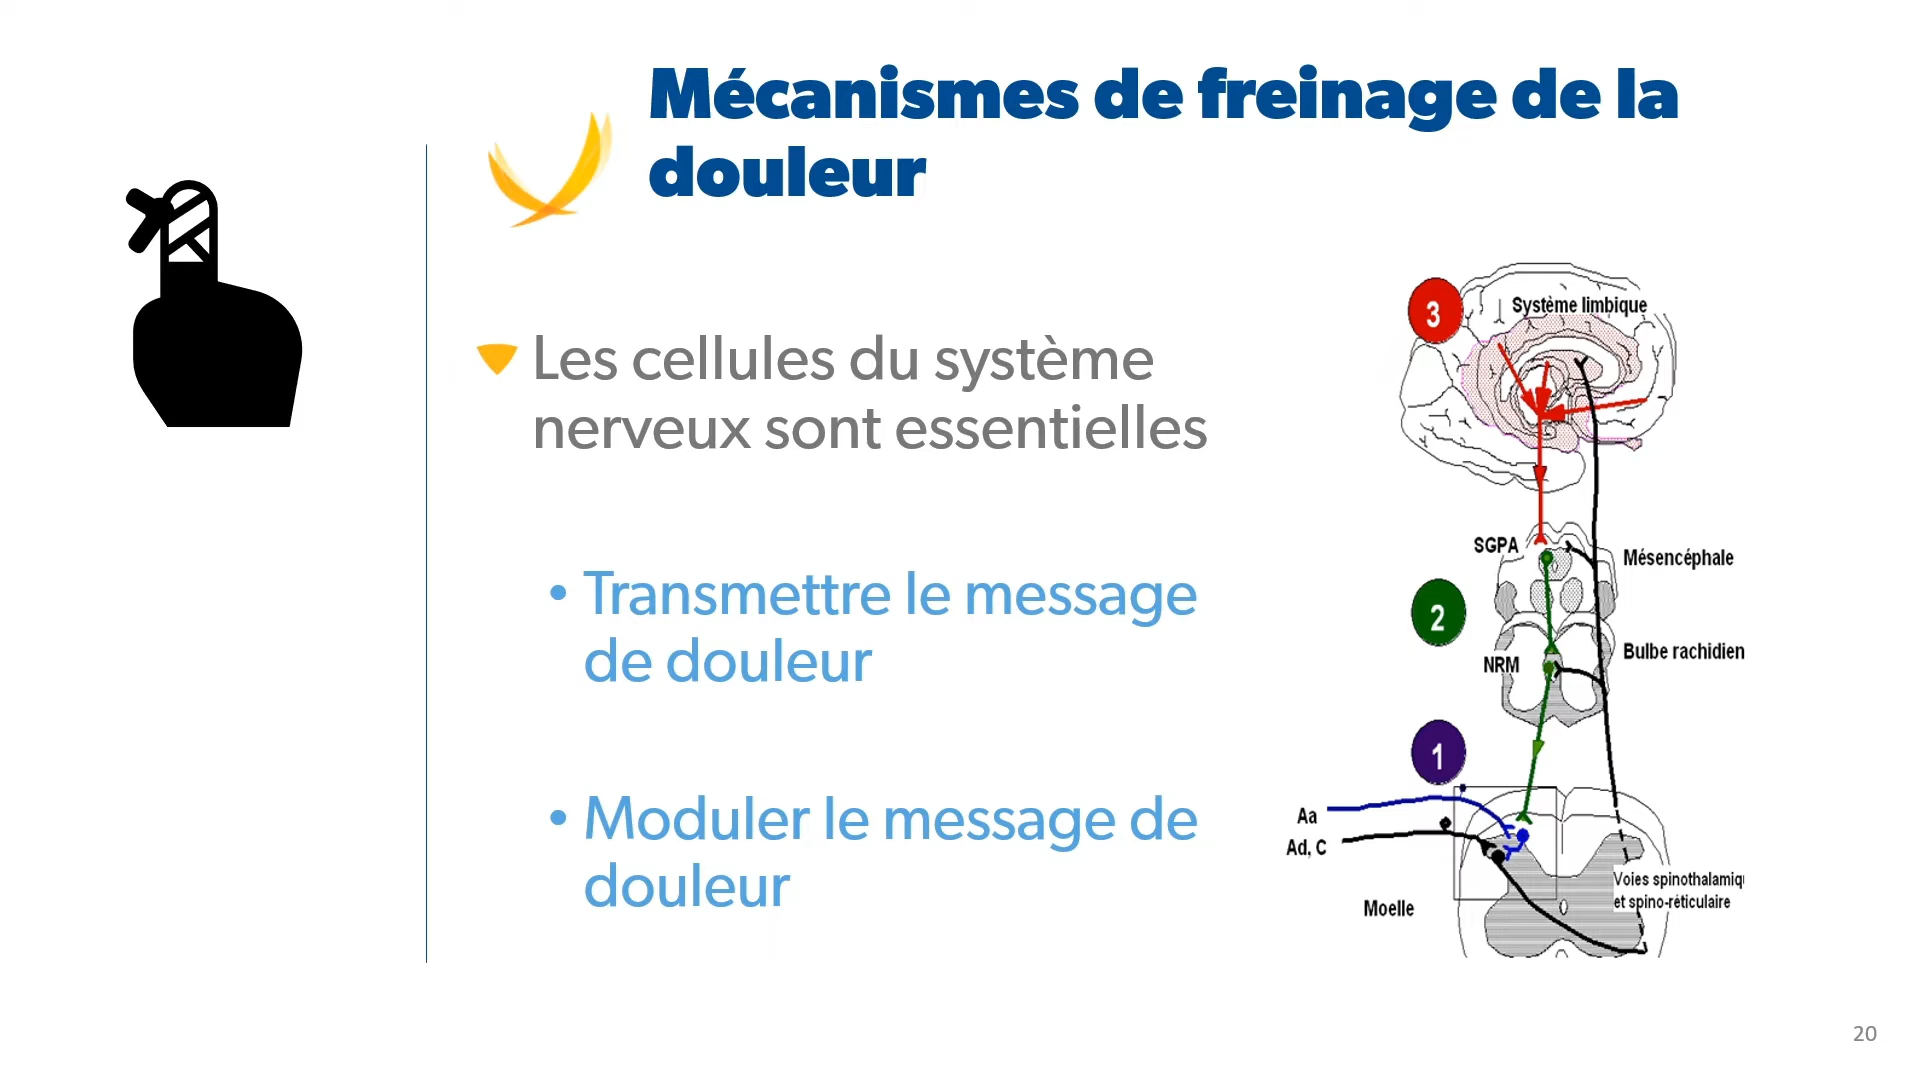 Mécanismes de freinage de la
douleur
Les cellules du système
nerveux sont essentielles
• Transmettre le message
de douleur
• Moduler le message de
douleur
3
Système limbique
SGPA
Mésencéphale
2
NRM
Bulbe rachidien
1
Aa
Ad, C
Moelle
Voies spinothalamiq
et spino-réticulaire
20